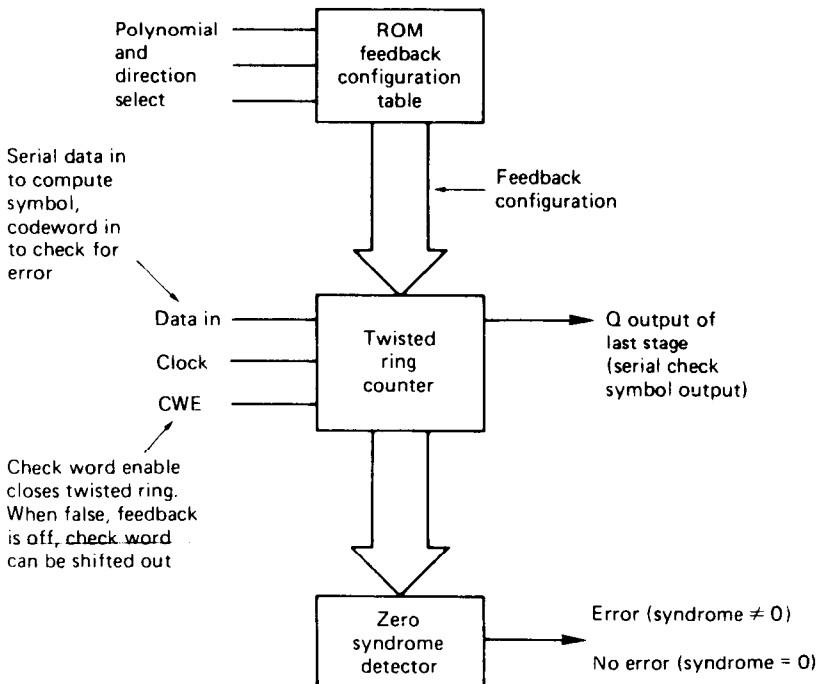 Polynomial
and
direction
select
ROM
feedback
configuration
table
Serial data in
to compute
symbol,
codeword in
to check for
error
Feedback
configuration
Data in
Clock
CWE
Twisted
ring
counter
Q output of
last stage
(serial check
symbol output)
Check word enable
closes twisted ring.
When false, feedback
is off, check word
can be shifted out
Zero
syndrome
detector
Error (syndrome ≠ 0)
No error (syndrome = 0)